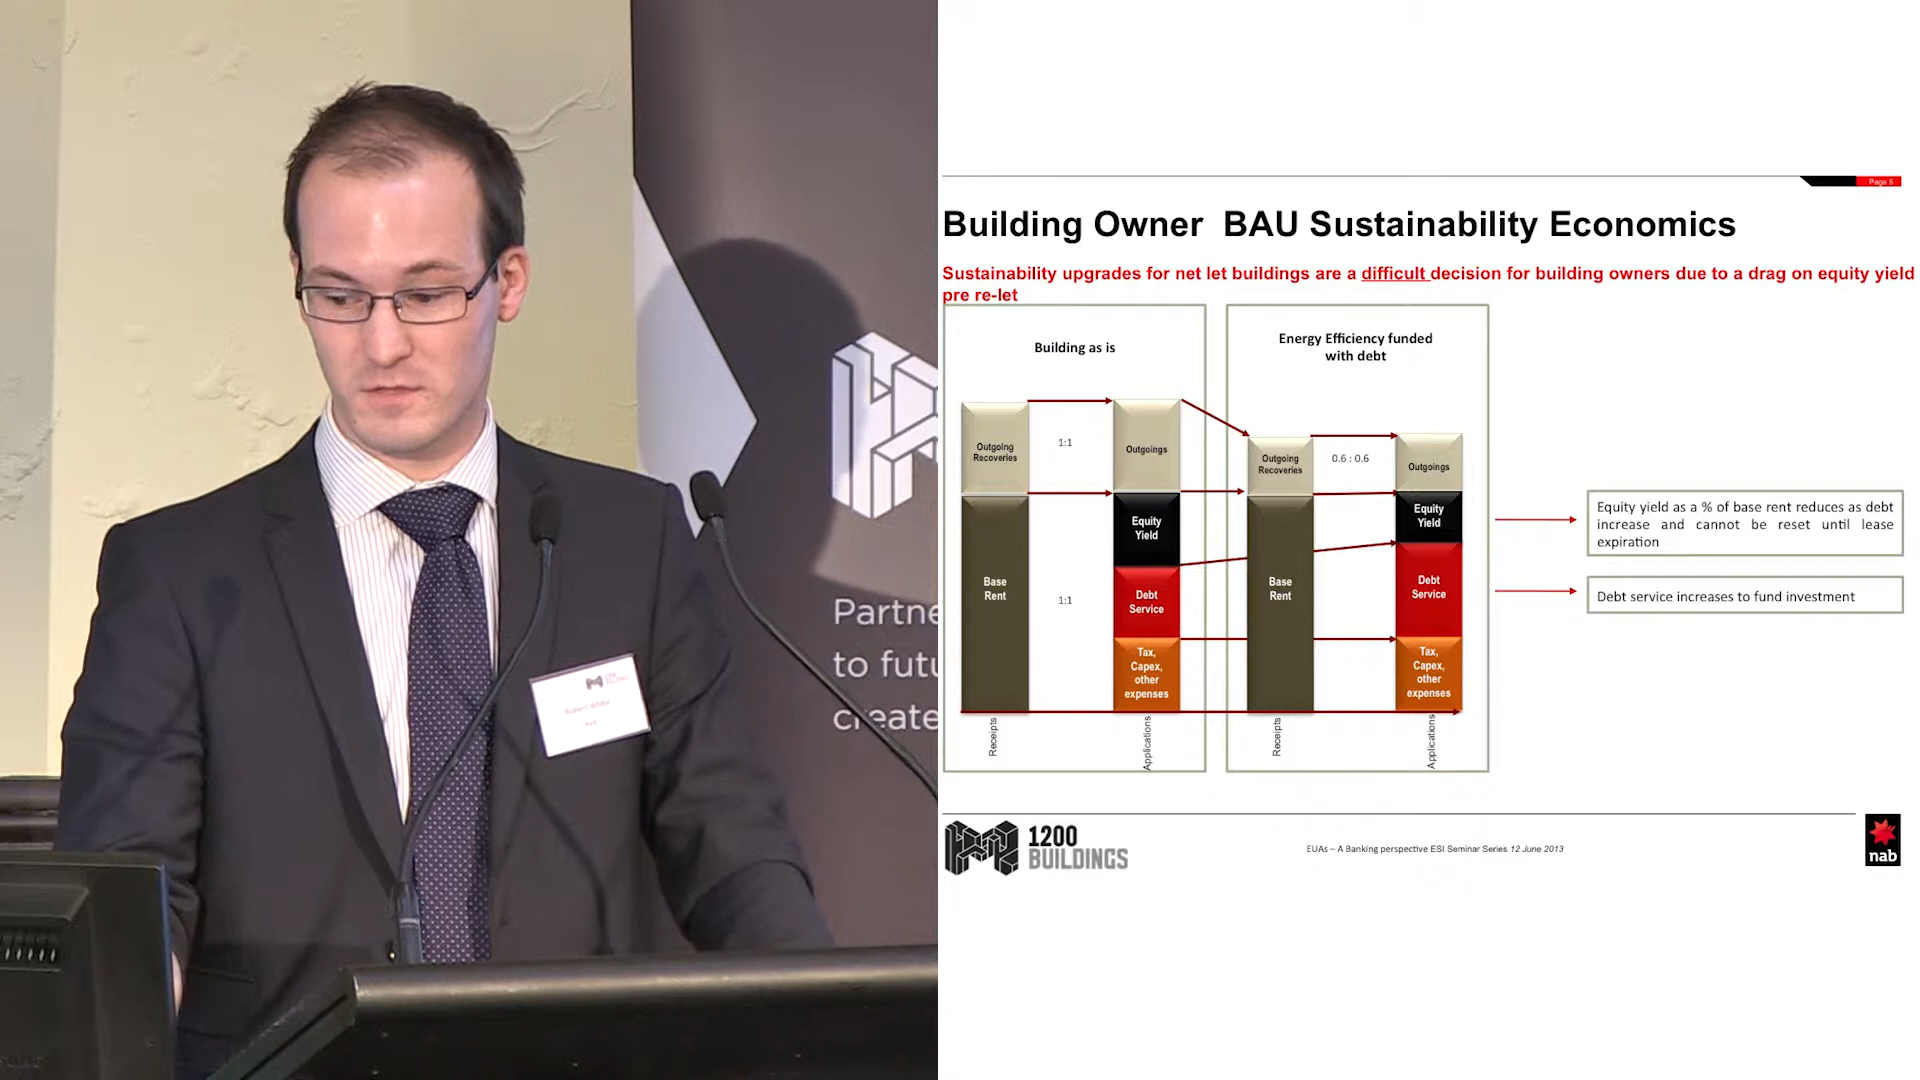 Partne
to futu
create
Page 5
Building Owner BAU Sustainability Economics
Sustainability upgrades for net let buildings are a difficult decision for building owners due to a drag on equity yield
pre re-let
Building as is
Outgoing
Recoveries
1:1
Outgoings
Base
Rent
1:1
Equity
Yield
Debt
Service
Tax,
Capex,
other
expenses
Receipts
Applications
Energy Efficiency funded
with debt
Outgoing
Recoveries
0.6 : 0.6
Outgoings
Base
Rent
Equity
Yield
Debt
Service
Tax,
Capex,
other
expenses
Receipts
Applications
Equity yield as a % of base rent reduces as debt
increase and cannot be reset until lease
expiration
Debt service increases to fund investment
1200
BUILDINGS
EUAs – A Banking perspective ESI Seminar Series 12 June 2013
nab